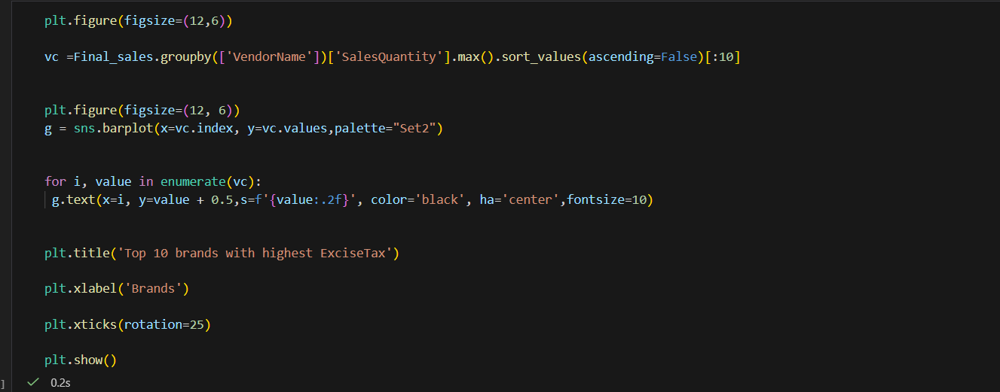 plt.figure(figsize=(12,6))
vc =Final_sales.groupby(['VendorName'])['SalesQuantity'].max().sort_values(ascending=False)[:10]
plt.figure(figsize=(12, 6))
g = sns.barplot(x=vc.index, y=vc.values,palette="Set2")
for i, value in enumerate(vc):
 g.text(x=i, y=value + 0.5,s=f'{value:.2f}', color='black', ha='center',fontsize=10)
plt.title('Top 10 brands with highest ExciseTax')
plt.xlabel('Brands')
plt.xticks(rotation=25)
plt.show()
] ✓ 0.2s